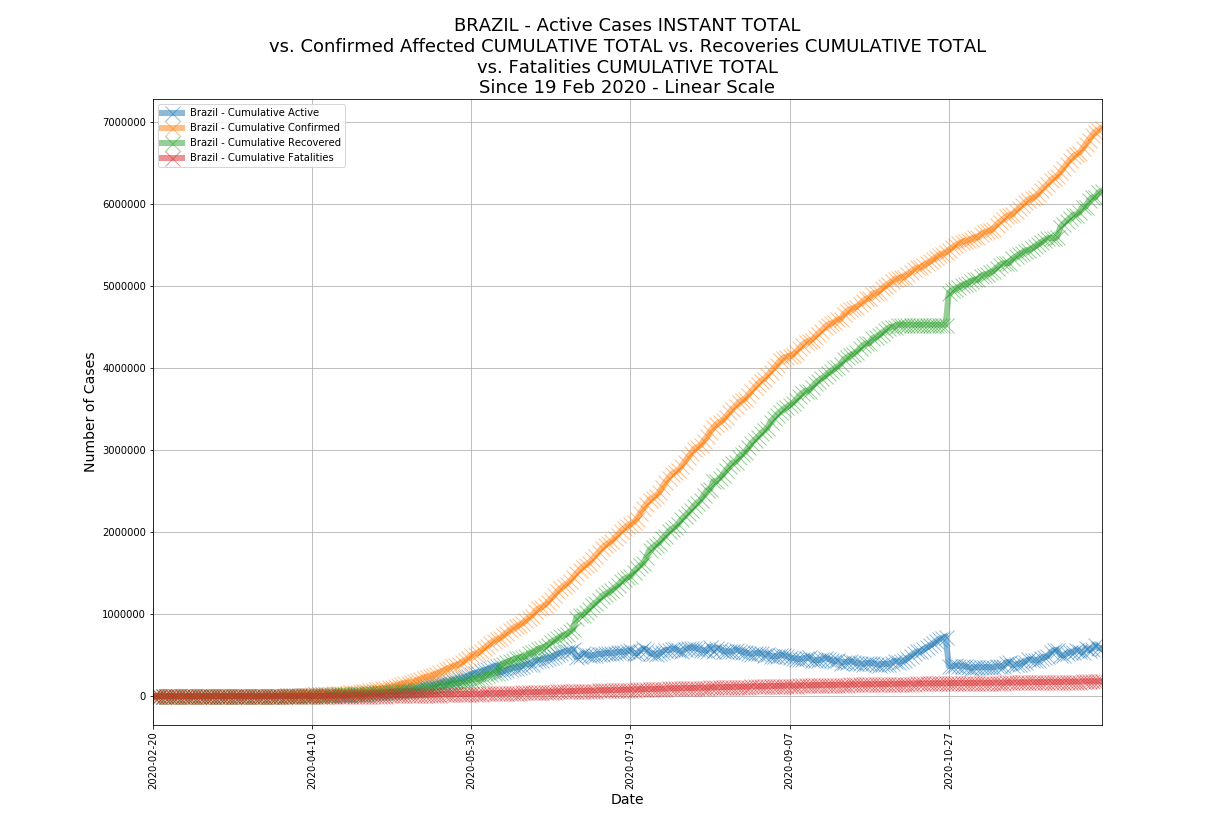 BRAZIL - Active Cases INSTANT TOTAL
vs. Confirmed Affected CUMULATIVE TOTAL vs. Recoveries CUMULATIVE TOTAL
vs. Fatalities CUMULATIVE TOTAL
Since 19 Feb 2020 - Linear Scale
Brazil - Cumulative Active
Brazil - Cumulative Confirmed
Brazil - Cumulative Recovered
Brazil - Cumulative Fatalities
Number of Cases
7000000
6000000
5000000
4000000
3000000
2000000
1000000
0
2020-02-20
2020-04-10
2020-05-30
2020-07-19
2020-09-07
2020-10-27
Date